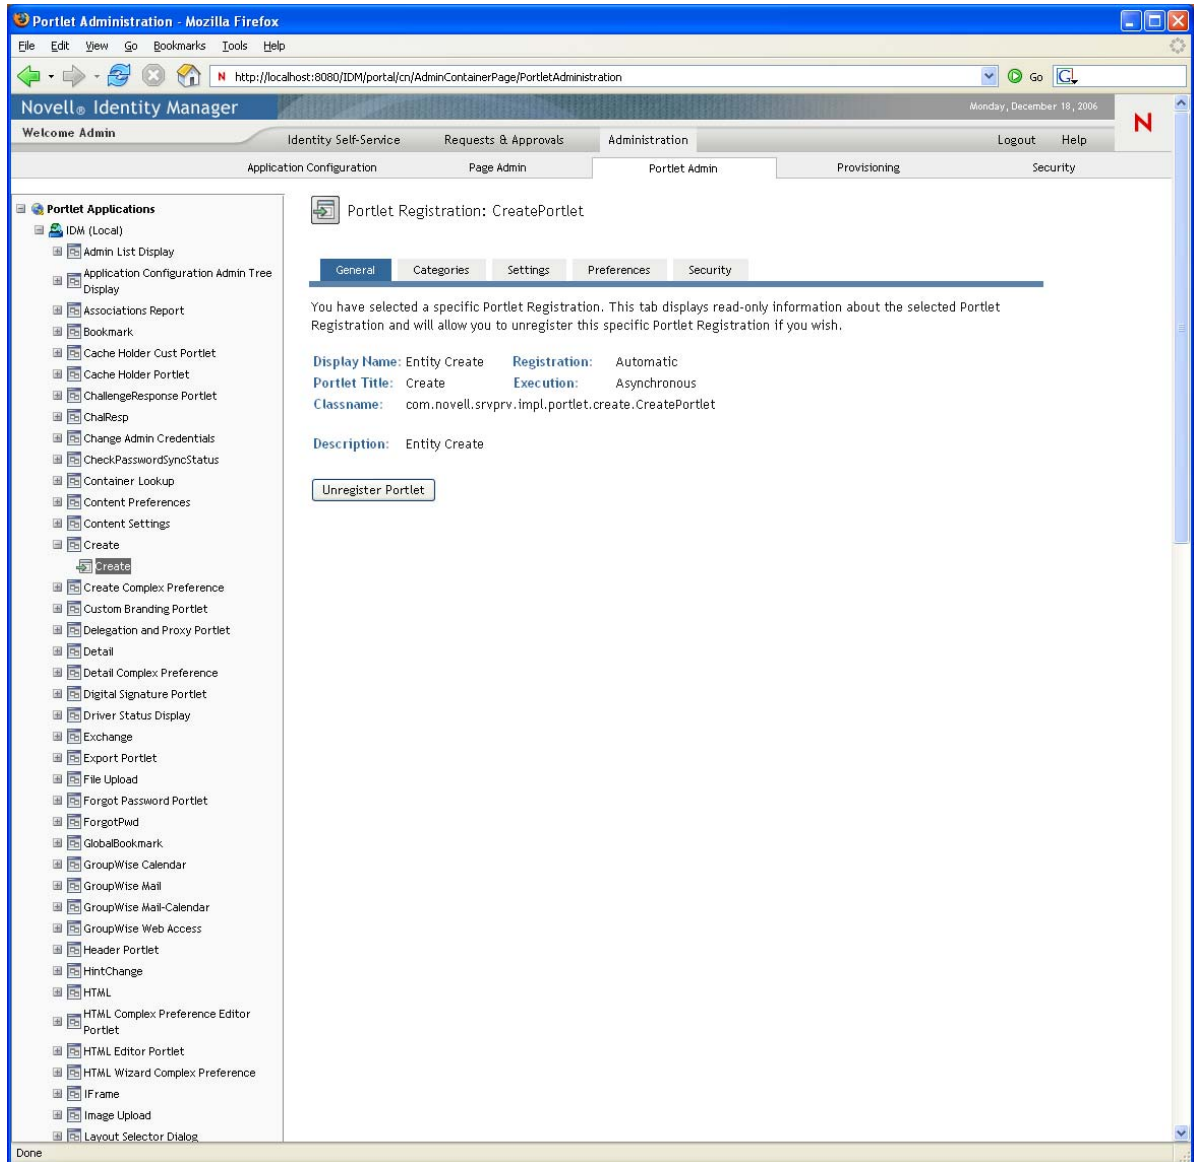 Portlet Administration - Mozilla Firefox
File Edit View Go Bookmarks Tools Help
N http://localhost:8080/IDM/portal/cn/AdminContainerPage/PortletAdministration Go G
Novell® Identity Manager Monday, December 18, 2006
N
Welcome Admin Identity Self-Service Requests & Approvals Administration Logout Help
Application Configuration Page Admin Portlet Admin Provisioning Security
Portlet Applications
IDM (Local)
Admin List Display
Application Configuration Admin Tree
Display
Associations Report
Bookmark
Cache Holder Cust Portlet
Cache Holder Portlet
ChallengeResponse Portlet
ChalResp
Change Admin Credentials
CheckPasswordSyncStatus
Container Lookup
Content Preferences
Content Settings
Create
Create
Create Complex Preference
Custom Branding Portlet
Delegation and Proxy Portlet
Detail
Detail Complex Preference
Digital Signature Portlet
Driver Status Display
Exchange
Export Portlet
File Upload
Forgot Password Portlet
ForgotPwd
GlobalBookmark
GroupWise Calendar
GroupWise Mail
GroupWise Mail-Calendar
GroupWise Web Access
Header Portlet
HintChange
HTML
HTML Complex Preference Editor
Portlet
HTML Editor Portlet
HTML Wizard Complex Preference
IFrame
Image Upload
Layout Selector Dialog
Portlet Registration: CreatePortlet
General Categories Settings Preferences Security
You have selected a specific Portlet Registration. This tab displays read-only information about the selected Portlet
Registration and will allow you to unregister this specific Portlet Registration if you wish.
Display Name: Entity Create Registration: Automatic
Portlet Title: Create Execution: Asynchronous
Classname: com.novell.srvprv.impl.portlet.create.CreatePortlet
Description: Entity Create
Unregister Portlet
Done